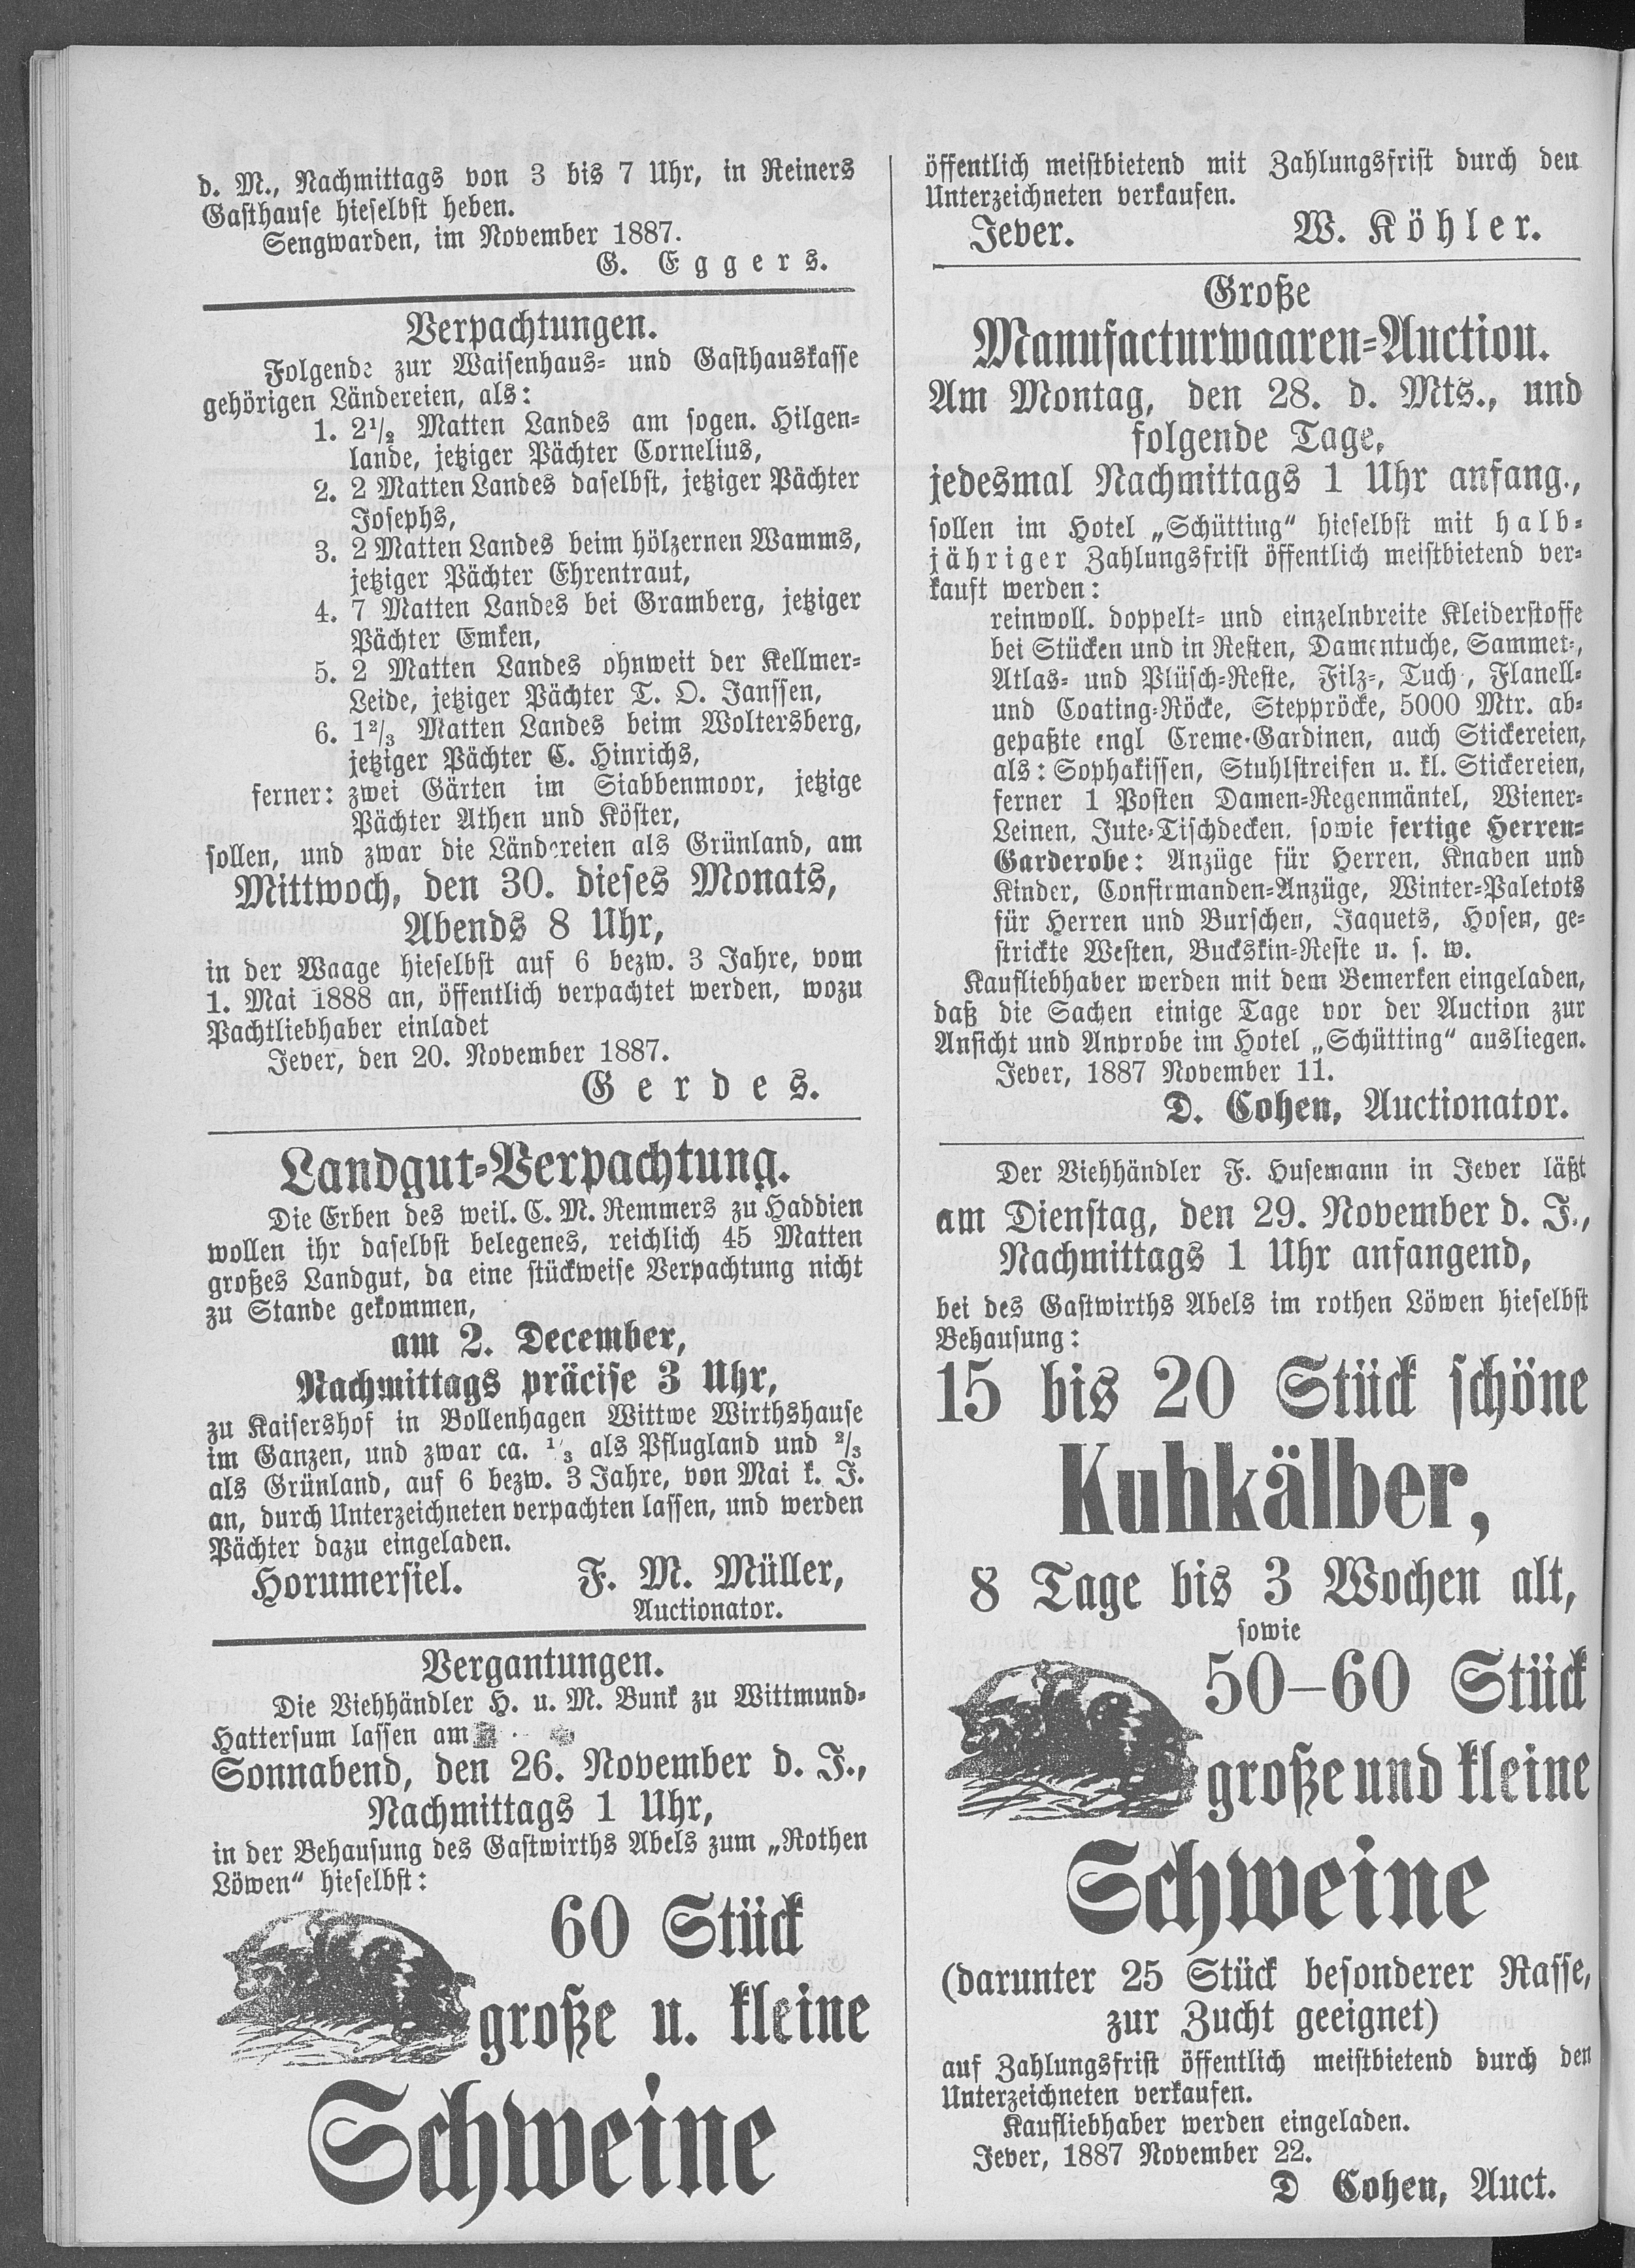 d. M., Nachmittags von 3 bis 7 Uhr, in Reiners
Gasthause hieselbst heben.
Sengwarden, im November 1887.
G. Eggers.
Verpachtungen.
Folgende zur Waisenhaus= und Gasthauskasse
gehörigen Ländereien, als:
1. 2½ Matten Landes am sogen. Hilgen=
lande, jetziger Pächter Cornelius,
2. 2 Matten Landes daselbst, jetziger Pächter
Josephs,
3. 2 Matten Landes beim hölzernen Wamms,
jetziger Pächter Ehrentraut,
4. 7 Matten Landes bei Gramberg, jetziger
Pächter Emken,
5. 2 Matten Landes ohnweit der Kellmer=
Leide, jetziger Pächter T. O. Janssen,
6. 1⅔ Matten Landes beim Woltersberg,
jetziger Pächter C. Hinrichs,
ferner: zwei Gärten im Siabbenmoor, jetzige
Pächter Athen und Köster,
sollen, und zwar die Ländereien als Grünland, am
Mittwoch, den 30. dieses Monats,
Abends 8 Uhr,
in der Waage hieselbst auf 6 bezw. 3 Jahre, vom
1. Mai 1888 an, öffentlich verpachtet werden, wozu
Pachtliebhaber einladet
Jever, den 20. November 1887.
Gerdes.
Landgut=Verpachtung.
Die Erben des weil. C. M. Remmers zu Haddien
wollen ihr daselbst belegenes, reichlich 45 Matten
großes Landgut, da eine stückweise Verpachtung nicht
zu Stande gekommen,
am 2. December,
Nachmittags präcise 3 Uhr,
zu Kaisershof in Bollenhagen Wittwe Wirthshause
im Ganzen, und zwar ca. ⅓ als Pflugland und ⅔
als Grünland, auf 6 bezw. 3 Jahre, von Mai k. J.
an, durch Unterzeichneten verpachten lassen, und werden
Pächter dazu eingeladen.
Horumersiel. F. M. Müller,
Auctionator.
Vergantungen.
Die Viehhändler H. u. M. Bunk zu Wittmund=
Hattersum lassen am
Sonnabend, den 26. November d. J.,
Nachmittags 1 Uhr,
in der Behausung des Gastwirths Abels zum „Rothen
Löwen“ hieselbst:
60 Stück
große u. kleine
Schweine
öffentlich meistbietend mit Zahlungsfrist durch den
Unterzeichneten verkaufen.
Jever. W. Köhler.
Große
Manufacturwaaren=Auction.
Am Montag, den 28. d. Mts., und
folgende Tage,
jedesmal Nachmittags 1 Uhr anfang.,
sollen im Hotel „Schütting“ hieselbst mit halb=
jähriger Zahlungsfrist öffentlich meistbietend ver=
kauft werden:
reinwoll. doppelt= und einzelnbreite Kleiderstoffe
bei Stücken und in Resten, Damentuche, Sammet=,
Atlas= und Plüsch=Reste, Filz=, Tuch=, Flanell=
und Coating=Röcke, Steppröcke, 5000 Mtr. ab=
gepaßte engl Creme=Gardinen, auch Stickereien,
als: Sophakissen, Stuhlstreifen u. kl. Stickereien,
ferner 1 Posten Damen=Regenmäntel, Wiener=
Leinen, Jute=Tischdecken, sowie fertige Herren=
Garderobe: Anzüge für Herren, Knaben und
Kinder, Confirmanden=Anzüge, Winter=Paletots
für Herren und Burschen, Jaquets, Hosen, ge=
strickte Westen, Buckskin=Reste u. s. w.
Kaufliebhaber werden mit dem Bemerken eingeladen,
daß die Sachen einige Tage vor der Auction zur
Ansicht und Anprobe im Hotel „Schütting“ ausliegen.
Jever, 1887 November 11.
D. Cohen, Auctionator.
Der Viehhändler F. Husemann in Jever läßt
am Dienstag, den 29. November d. J.,
Nachmittags 1 Uhr anfangend,
bei des Gastwirths Abels im rothen Löwen hieselbst
Behausung:
15 bis 20 Stück schöne
Kuhkälber,
8 Tage bis 3 Wochen alt,
sowie
50–60 Stück
große und kleine
Schweine
(darunter 25 Stück besonderer Rasse,
zur Zucht geeignet)
auf Zahlungsfrist öffentlich meistbietend durch den
Unterzeichneten verkaufen.
Kaufliebhaber werden eingeladen.
Jever, 1887 November 22.
D Cohen, Auct.